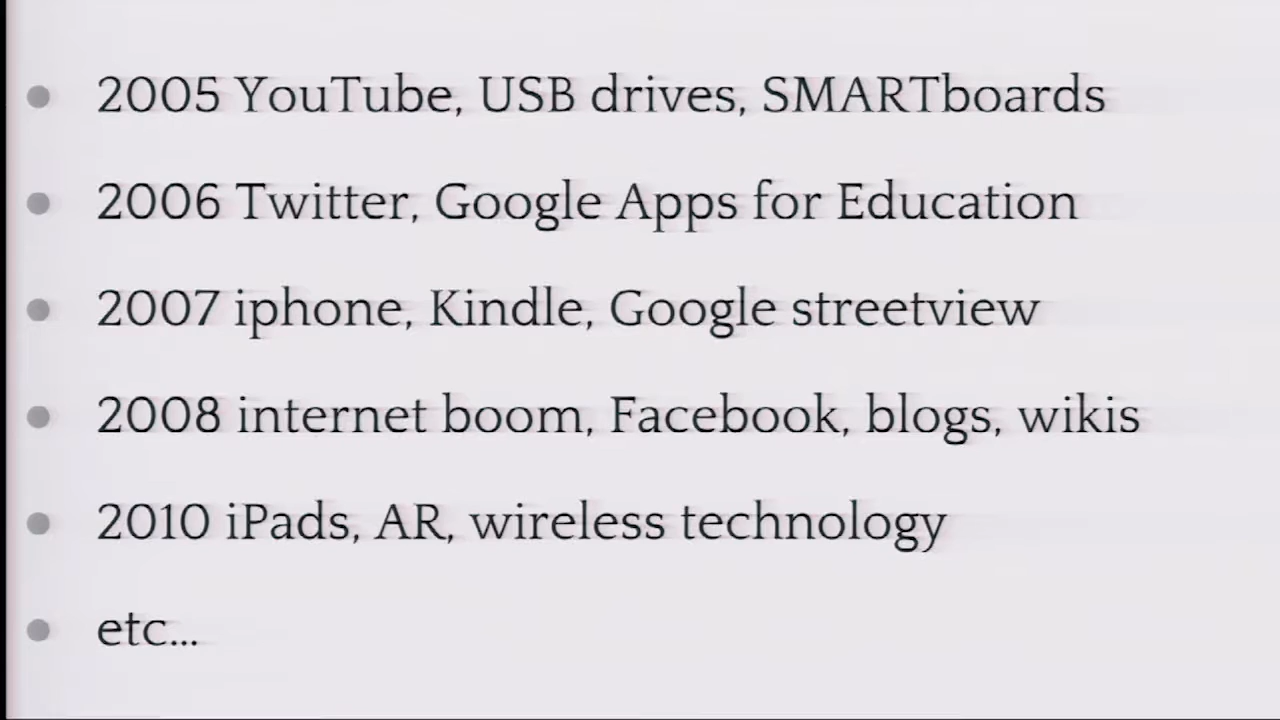 2005 YouTube, USB drives, SMARTboards
2006 Twitter, Google Apps for Education
2007 iphone, Kindle, Google streetview
2008 internet boom, Facebook, blogs, wikis
2010 iPads, AR, wireless technology
etc...